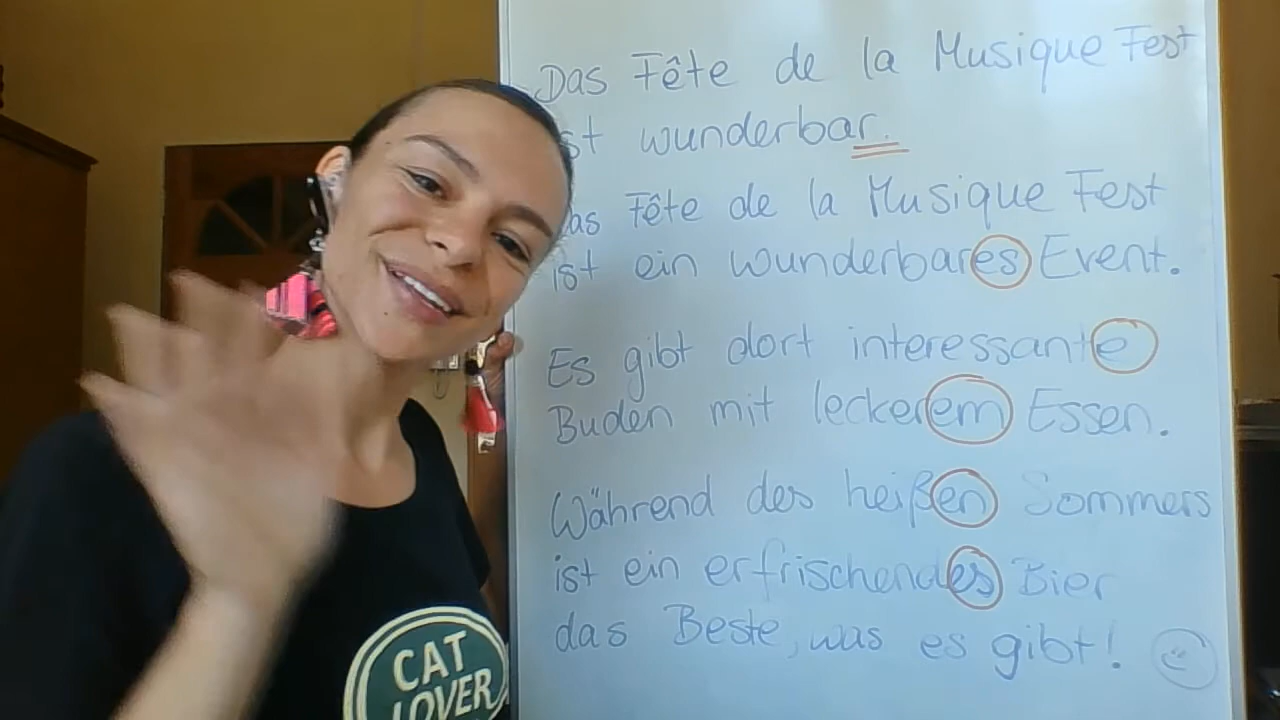 Das Fête de la Musique Fest
st wunderbar.
as Fête de la Musique Fest
ist ein wunderbares Event.
Es gibt dort interessante
Buden mit leckerem Essen.
Während des heißen Sommers
ist ein erfrischendes Bier
das Beste, was es gibt!
CAT
LOVER